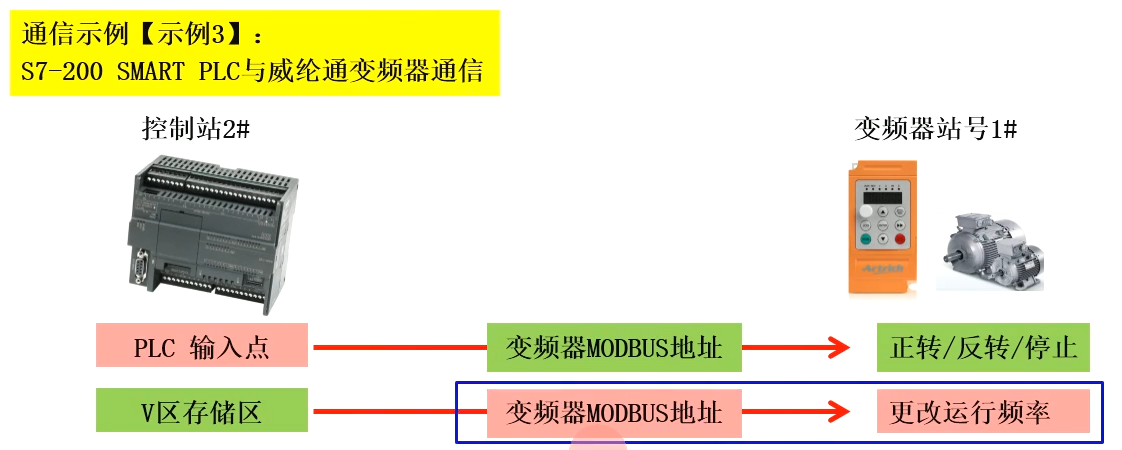 通信示例【示例3】：
S7-200 SMART PLC与威纶通变频器通信
控制站2#
变频器站号1#
PLC 输入点
变频器MODBUS地址
正转/反转/停止
V区存储区
变频器MODBUS地址
更改运行频率